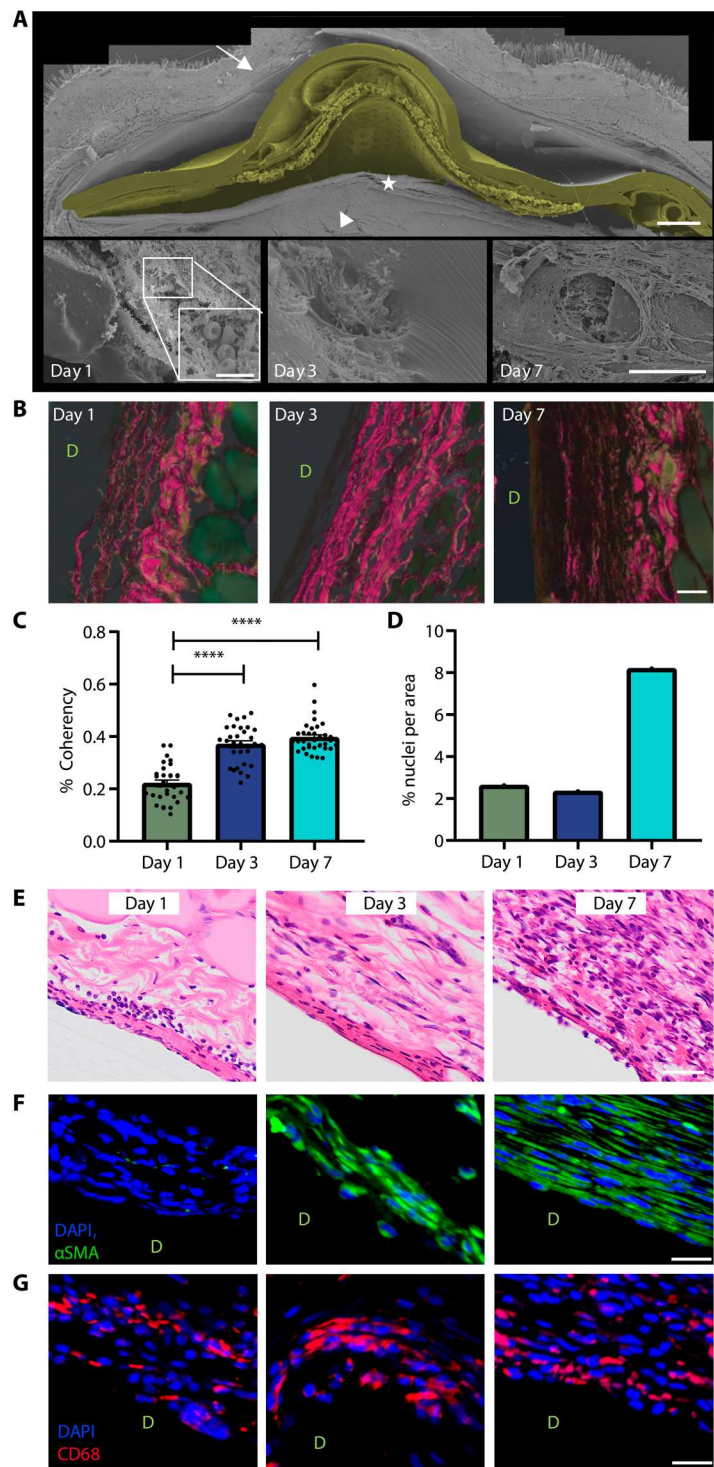 A
Day 1
Day 3
Day 7
B
Day 1
Day 3
Day 7
D
D
D
C
0.8
0.6
0.4
0.2
0.0
% Coherency
****
****
Day 1
Day 3
Day 7
D
10
8
6
4
2
0
% nuclei per area
Day 1
Day 3
Day 7
E
Day 1
Day 3
Day 7
F
DAPI,
αSMA
D
D
D
G
DAPI
CD68
D
D
D